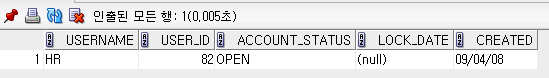 인출된 모든 행: 1(0,005초)
USERNAME USER_ID ACCOUNT_STATUS LOCK_DATE CREATED
1 HR 82 OPEN (null) 09/04/08